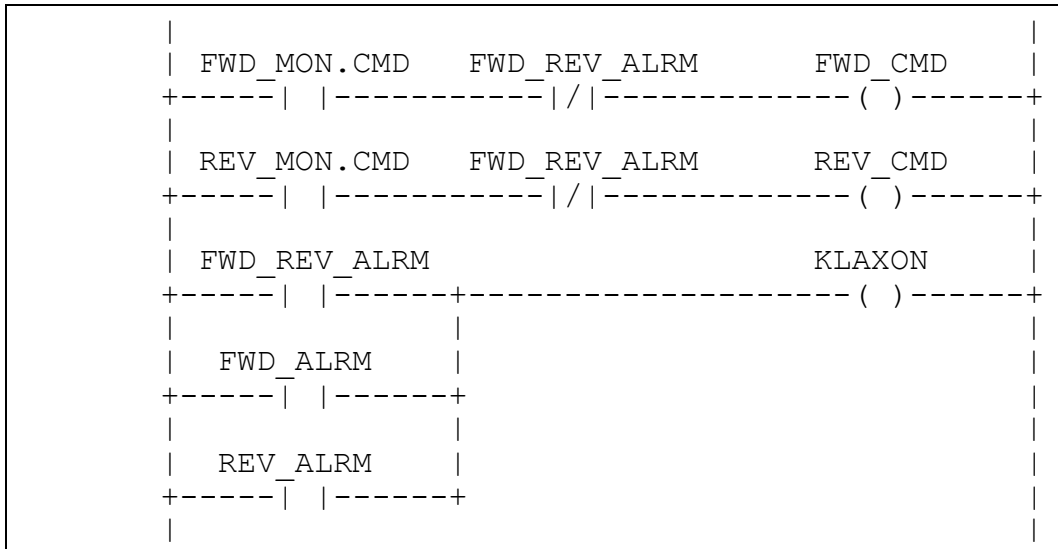 |                                               |
| FWD_MON.CMD   FWD_REV_ALRM      FWD_CMD    |
+-----| |-----------|/|-------------( )------+
|                                               |
| REV_MON.CMD   FWD_REV_ALRM      REV_CMD    |
+-----| |-----------|/|-------------( )------+
|                                               |
| FWD_REV_ALRM                    KLAXON     |
+-----| |------+--------------------( )------+
|              |                             |
|  FWD_ALRM    |                             |
+-----| |------+                             |
|              |                             |
|  REV_ALRM    |                             |
+-----| |------+                             |
|                                            |